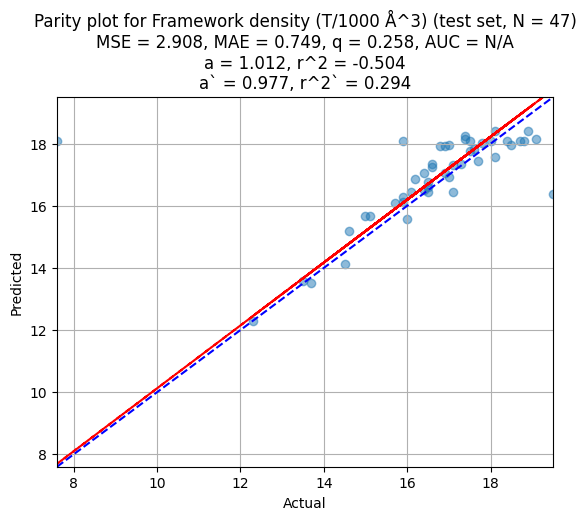 Parity plot for Framework density (T/1000 Å^3) (test set, N = 47)
MSE = 2.908, MAE = 0.749, q = 0.258, AUC = N/A
a = 1.012, r^2 = -0.504
a` = 0.977, r^2` = 0.294
18
16
14
12
10
8
Predicted
8 10 12 14 16 18
Actual